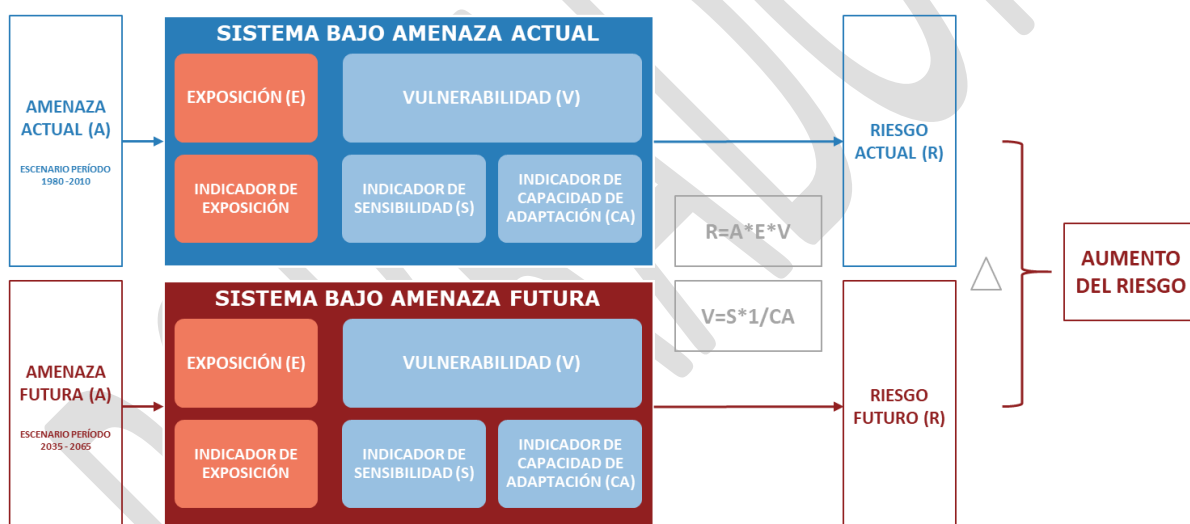 SISTEMA BAJO AMENAZA ACTUAL
AMENAZA
ACTUAL (A)
ESCENARIO PERÍODO
1980 -2010
EXPOSICIÓN (E)
VULNERABILIDAD (V)
INDICADOR DE
EXPOSICIÓN
INDICADOR DE
SENSIBILIDAD (S)
INDICADOR DE
CAPACIDAD DE
ADAPTACIÓN (CA)
RIESGO
ACTUAL (R)
R=A*E*V
V=S*1/CA
AUMENTO
DEL RIESGO
SISTEMA BAJO AMENAZA FUTURA
AMENAZA
FUTURA (A)
ESCENARIO PERÍODO
2035 - 2065
EXPOSICIÓN (E)
VULNERABILIDAD (V)
INDICADOR DE
EXPOSICIÓN
INDICADOR DE
SENSIBILIDAD (S)
INDICADOR DE
CAPACIDAD DE
ADAPTACIÓN (CA)
RIESGO
FUTURO (R)